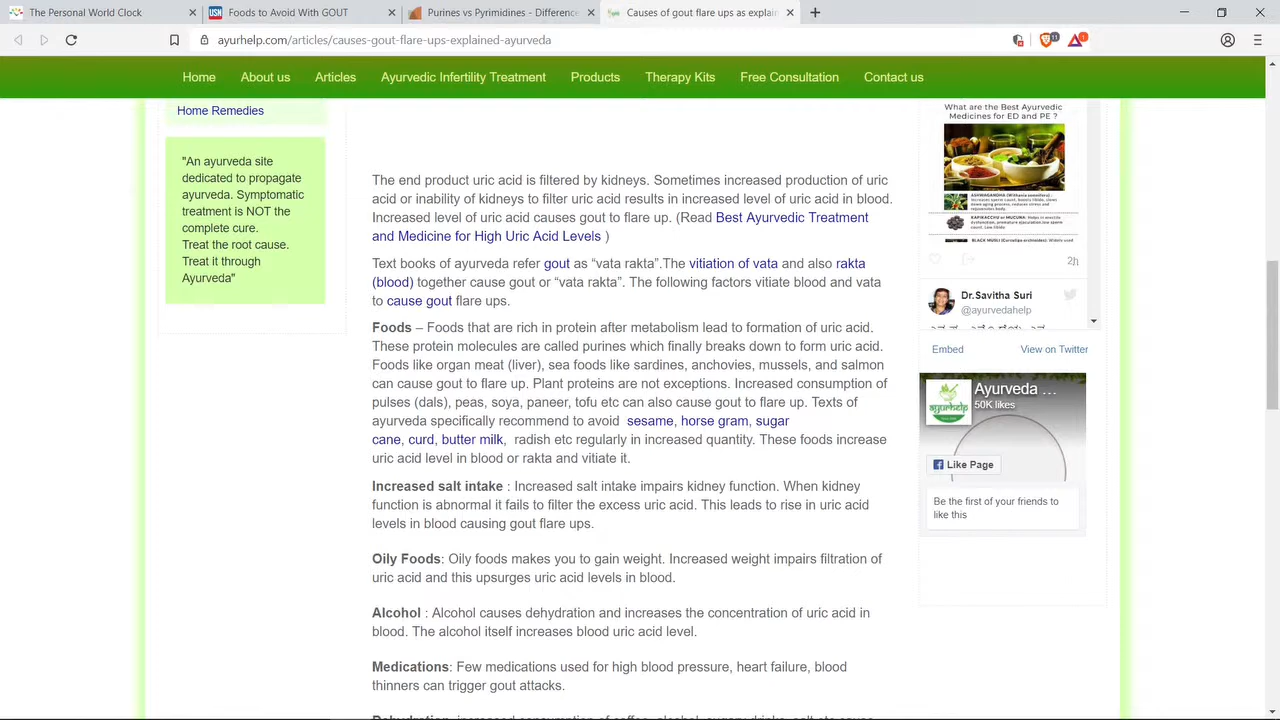 The Personal World Clock
Foods to Avoid With GOUT
Purines vs Pyrimidines - Difference
Causes of gout flare ups as explain
ayurhelp.com/articles/causes-gout-flare-ups-explained-ayurveda
Home About us Articles Ayurvedic Infertility Treatment Products Therapy Kits Free Consultation Contact us
Home Remedies
"An ayurveda site
dedicated to propagate
ayurveda. Symptomatic
treatment is NOT the
complete
Treat the root cause.
Treat it through
Ayurveda"
The end product uric acid is filtered by kidneys. Sometimes increased production of uric
acid or inability of kidneys to filter uric acid results in increased level of uric acid in blood.
Increased level of uric acid causes gout to flare up. (Read Best Ayurvedic Treatment
and Medicines for High Uric Acid Levels )
Text books of ayurveda refer gout as “vata rakta”.The vitiation of vata and also rakta
(blood) together cause gout or “vata rakta”. The following factors vitiate blood and vata
to cause gout flare ups.
Foods – Foods that are rich in protein after metabolism lead to formation of uric acid.
These protein molecules are called purines which finally breaks down to form uric acid.
Foods like organ meat (liver), sea foods like sardines, anchovies, mussels, and salmon
can cause gout to flare up. Plant proteins are not exceptions. Increased consumption of
pulses (dals), peas, soya, paneer, tofu etc can also cause gout to flare up. Texts of
ayurveda specifically recommend to avoid sesame, horse gram, sugar
cane, curd, butter milk, radish etc regularly in increased quantity. These foods increase
uric acid level in blood or rakta and vitiate it.
Increased salt intake : Increased salt intake impairs kidney function. When kidney
function is abnormal it fails to filter the excess uric acid. This leads to rise in uric acid
levels in blood causing gout flare ups.
Oily Foods: Oily foods makes you to gain weight. Increased weight impairs filtration of
uric acid and this upsurges uric acid levels in blood.
Alcohol : Alcohol causes dehydration and increases the concentration of uric acid in
blood. The alcohol itself increases blood uric acid level.
Medications: Few medications used for high blood pressure, heart failure, blood
thinners can trigger gout attacks.
What are the Best Ayurvedic
Medicines for ED and PE ?
2h
Dr.Savitha Suri
@ayurvedahelp
Embed View on Twitter
Ayurveda ...
50K likes
ayurhelp
Like Page
Be the first of your friends to
like this